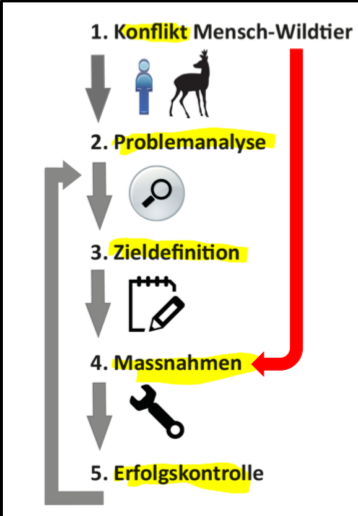 1. Konflikt Mensch-Wildtier
2. Problemanalyse
3. Zieldefinition
4. Massnahmen
5. Erfolgskontrolle